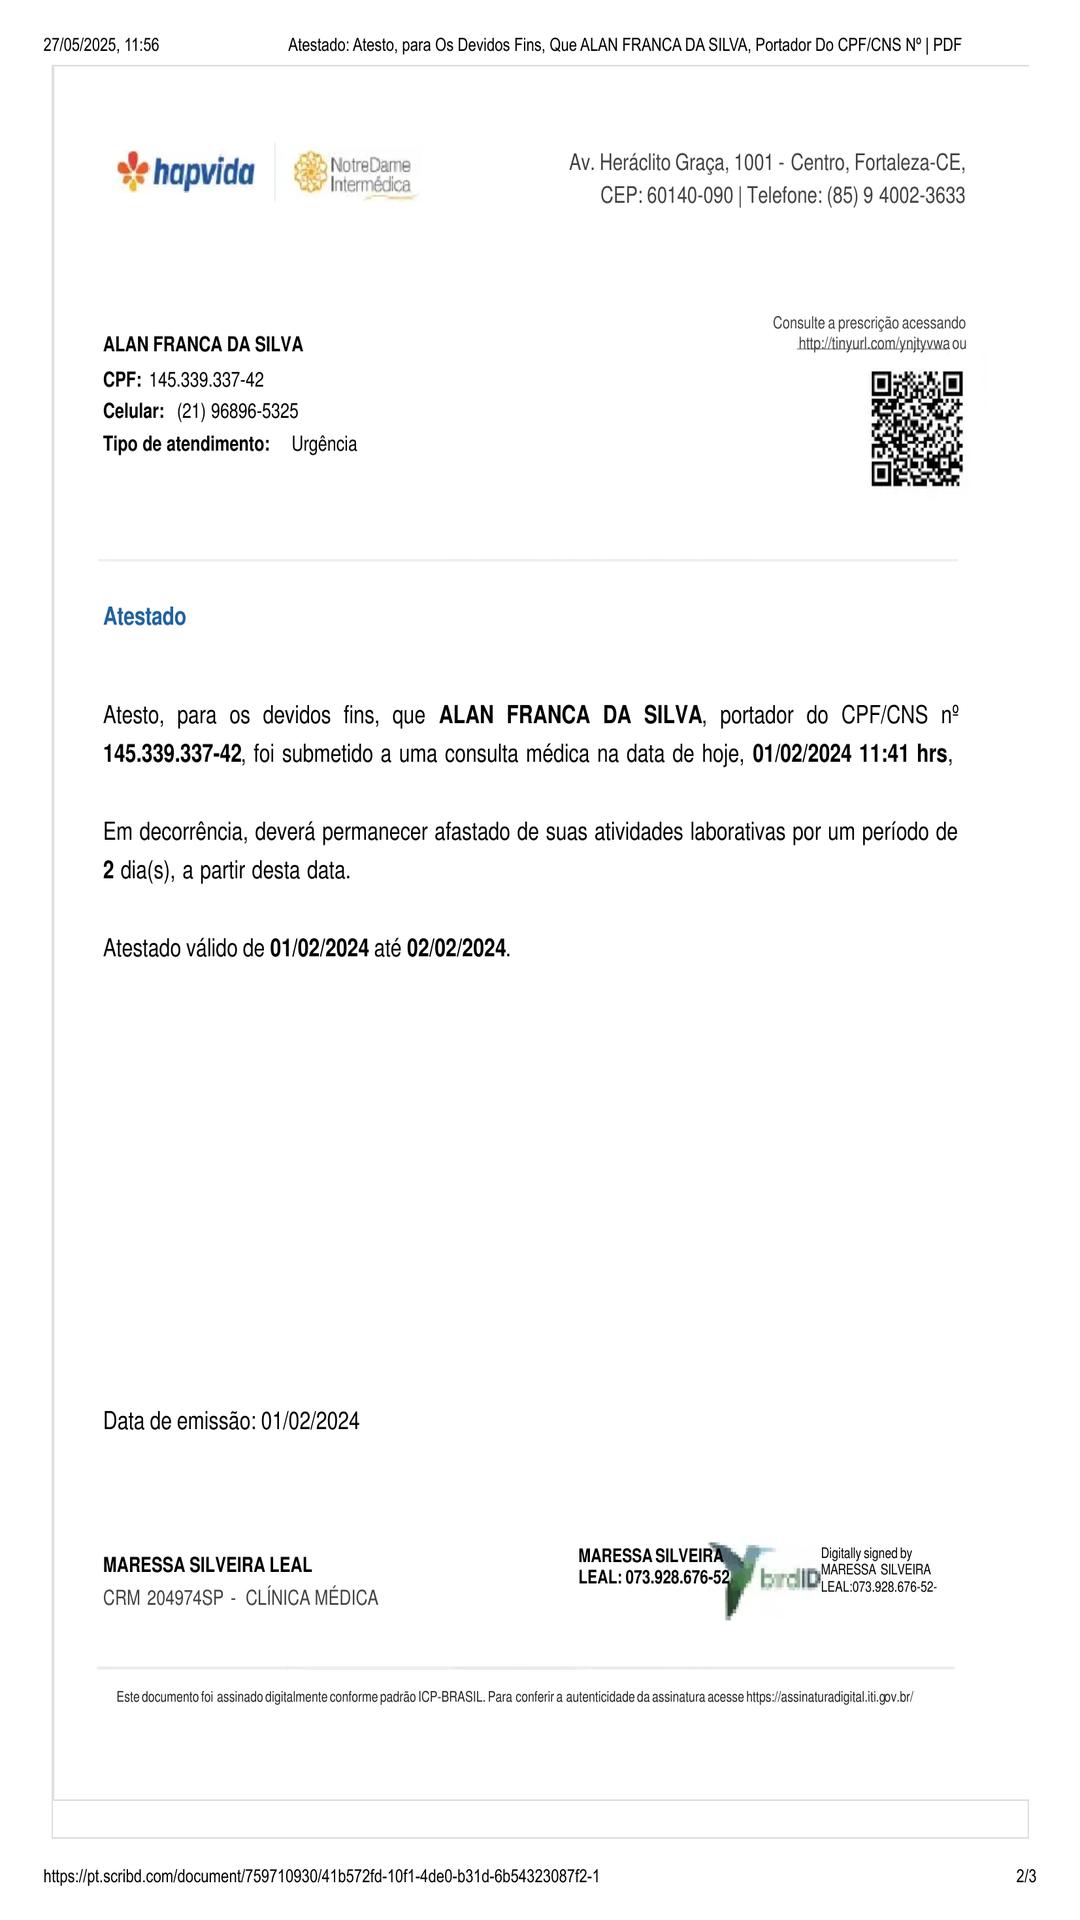 27/05/2025, 11:56 Atestado: Atesto, para Os Devidos Fins, Que ALAN FRANCA DA SILVA, Portador Do CPF/CNS Nº | PDF
hapvida NotreDame Intermédica
Av. Heráclito Graça, 1001 - Centro, Fortaleza-CE,
CEP: 60140-090 | Telefone: (85) 9 4002-3633
Consulte a prescrição acessando
http://tinyurl.com/ynjtyvwa ou
ALAN FRANCA DA SILVA
CPF: 145.339.337-42
Celular: (21) 96896-5325
Tipo de atendimento: Urgência
Atestado
Atesto, para os devidos fins, que ALAN FRANCA DA SILVA, portador do CPF/CNS nº
145.339.337-42, foi submetido a uma consulta médica na data de hoje, 01/02/2024 11:41 hrs,
Em decorrência, deverá permanecer afastado de suas atividades laborativas por um período de
2 dia(s), a partir desta data.
Atestado válido de 01/02/2024 até 02/02/2024.
Data de emissão: 01/02/2024
MARESSA SILVEIRA LEAL
CRM 204974SP - CLÍNICA MÉDICA
MARESSA SILVEIRA
LEAL: 073.928.676-52
birdID
Digitally signed by
MARESSA SILVEIRA
LEAL:073.928.676-52-
Este documento foi assinado digitalmente conforme padrão ICP-BRASIL. Para conferir a autenticidade da assinatura acesse https://assinaturadigital.iti.gov.br/
https://pt.scribd.com/document/759710930/41b572fd-10f1-4de0-b31d-6b54323087f2-1 2/3